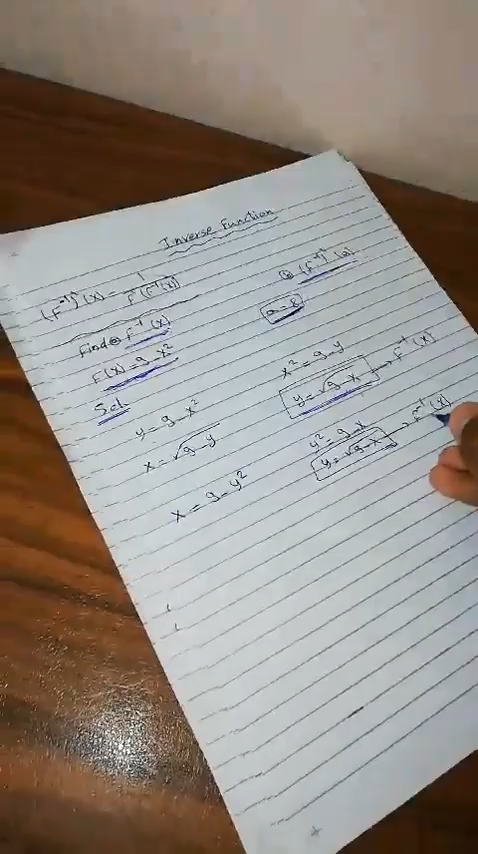 Inverse Function
(F⁻¹)' (x) = 1 / F'(F⁻¹(x))
Find ⓐ F⁻¹ (x)
ⓑ (F⁻¹)' (a)
F(x) = 9 - x²
a = 8
Sol
y = 9 - x²
x = √9 - y
x² = 9 - y
y = √9 - x → F⁻¹ (x)
x = 9 - y²
y² = 9 - x
y = √9 - x → F⁻¹ (x)